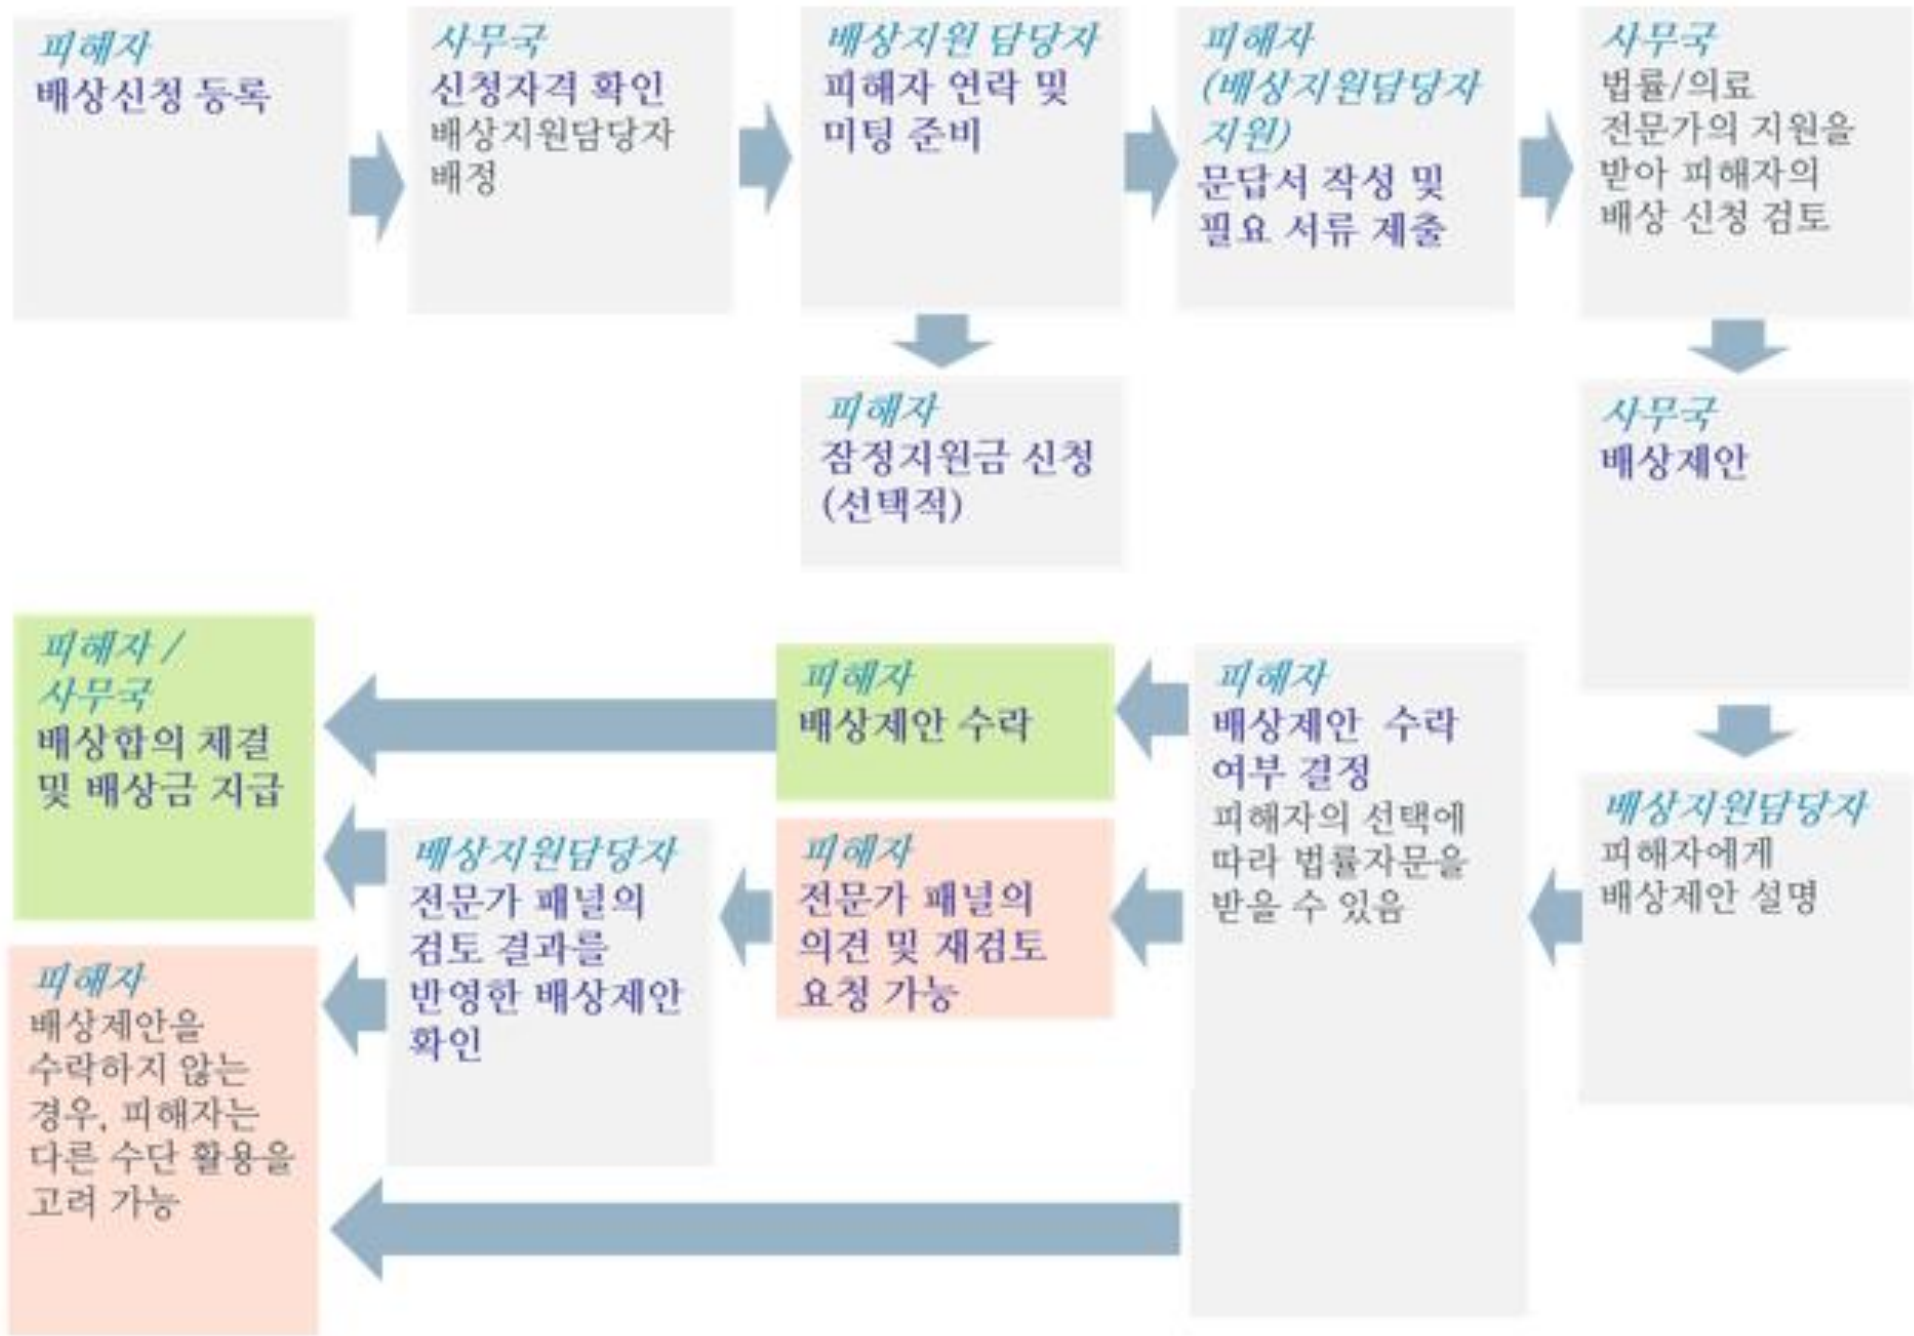 피해자
배상신청 등록
사무국
신청자격 확인
배상지원담당자
배정
배상지원 담당자
피해자 연락 및
미팅 준비
피해자
(배상지원담당자
지원)
문답서 작성 및
필요 서류 제출
사무국
법률/의료
전문가의 지원을
받아 피해자의
배상 신청 검토
피해자
잠정지원금 신청
(선택적)
사무국
배상제안
피해자 /
사무국
배상합의 체결
및 배상금 지급
피해자
배상제안 수락
피해자
배상제안 수락
여부 결정
피해자의 선택에
따라 법률자문을
받을 수 있음
배상지원담당자
피해자에게
배상제안 설명
배상지원담당자
전문가 패널의
검토 결과를
반영한 배상제안
확인
피해자
전문가 패널의
의견 및 재검토
요청 가능
피해자
배상제안을
수락하지 않는
경우, 피해자는
다른 수단 활용을
고려 가능